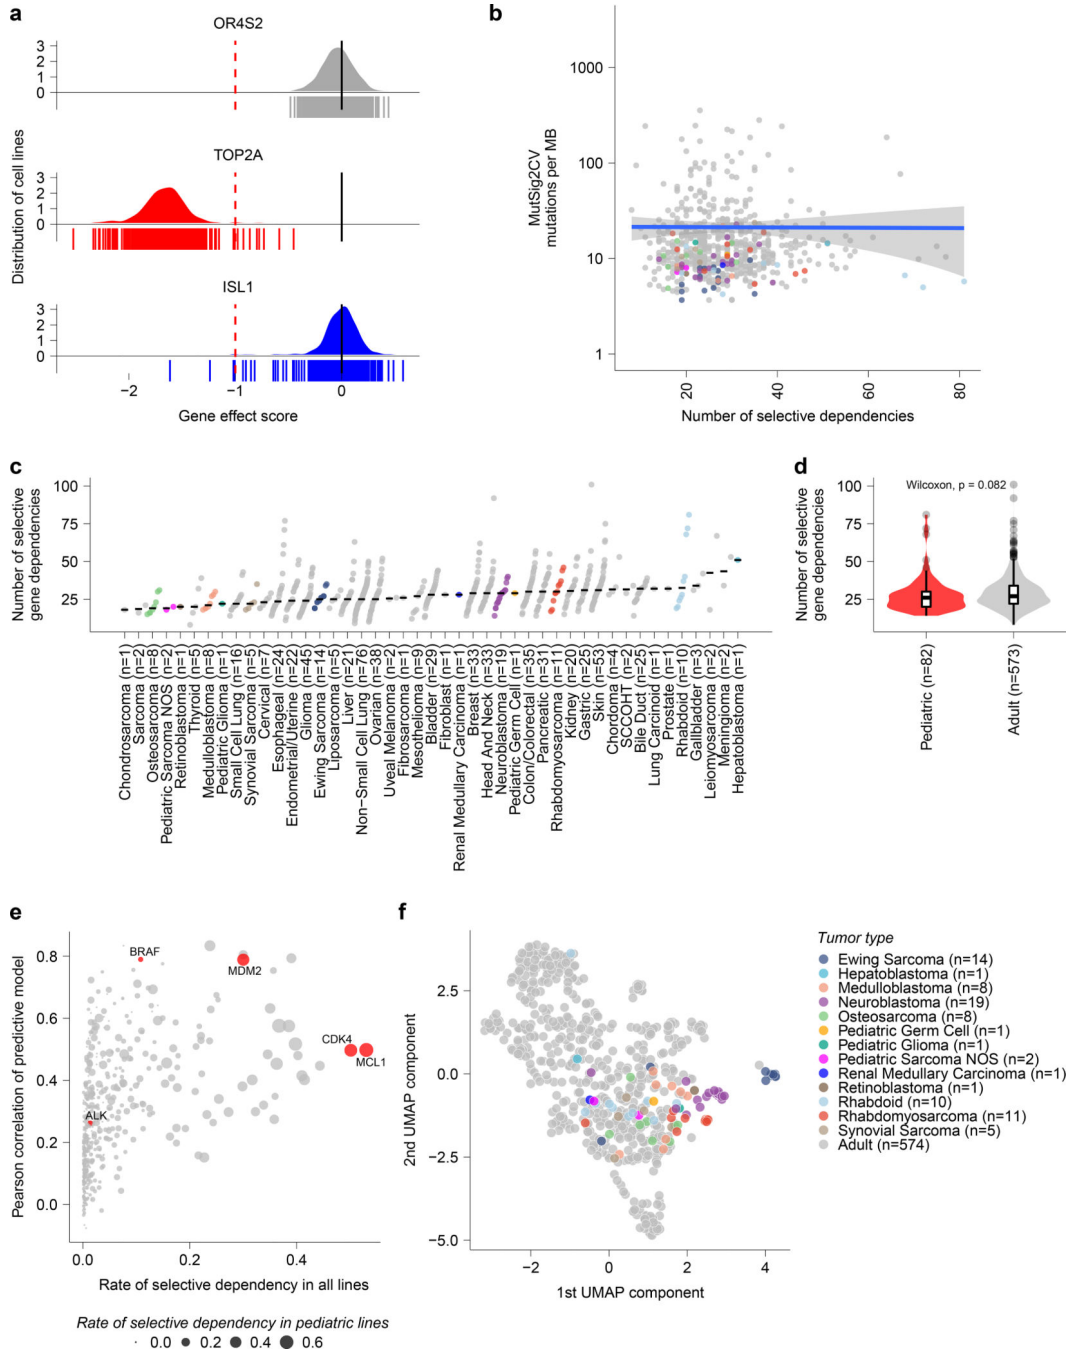 a
OR4S2
3
2
1
0
TOP2A
3
2
1
0
ISL1
3
2
1
0
−2
−1
0
Gene effect score
Distribution of cell lines
b
1000
100
10
1
MutSig2CV
mutations per MB
20
40
60
80
Number of selective dependencies
c
100
75
50
25
Number of selective
gene dependencies
Chondrosarcoma (n=1)
Sarcoma (n=2)
Osteosarcoma (n=8)
Pediatric Sarcoma NOS (n=2)
Retinoblastoma (n=1)
Thyroid (n=5)
Medulloblastoma (n=8)
Pediatric Glioma (n=1)
Small Cell Lung (n=16)
Synovial Sarcoma (n=5)
Cervical (n=7)
Esophageal (n=24)
Endometrial/Uterine (n=22)
Glioma (n=45)
Ewing Sarcoma (n=14)
Liposarcoma (n=5)
Liver (n=21)
Non−Small Cell Lung (n=76)
Ovarian (n=38)
Uveal Melanoma (n=2)
Fibrosarcoma (n=1)
Mesothelioma (n=9)
Bladder (n=29)
Fibroblast (n=1)
Renal Medullary Carcinoma (n=1)
Breast (n=33)
Head And Neck (n=33)
Neuroblastoma (n=19)
Pediatric Germ Cell (n=1)
Colon/Colorectal (n=35)
Pancreatic (n=31)
Rhabdomyosarcoma (n=11)
Kidney (n=20)
Gastric (n=25)
Skin (n=53)
Chordoma (n=4)
SCCOHT (n=2)
Bile Duct (n=25)
Lung Carcinoid (n=1)
Prostate (n=1)
Rhabdoid (n=10)
Gallbladder (n=3)
Leiomyosarcoma (n=2)
Meningioma (n=2)
Hepatoblastoma (n=1)
d
Wilcoxon, p = 0.082
100
75
50
25
Number of selective
gene dependencies
Pediatric (n=82)
Adult (n=573)
e
BRAF
MDM2
CDK4
MCL1
ALK
0.8
0.6
0.4
0.2
0.0
Pearson correlation of predictive model
0.0
0.2
0.4
Rate of selective dependency in all lines
Rate of selective dependency in pediatric lines
0.0 0.2 0.4 0.6
f
2.5
0.0
−2.5
−5.0
2nd UMAP component
−2
0
2
4
1st UMAP component
Tumor type
Ewing Sarcoma (n=14)
Hepatoblastoma (n=1)
Medulloblastoma (n=8)
Neuroblastoma (n=19)
Osteosarcoma (n=8)
Pediatric Germ Cell (n=1)
Pediatric Glioma (n=1)
Pediatric Sarcoma NOS (n=2)
Renal Medullary Carcinoma (n=1)
Retinoblastoma (n=1)
Rhabdoid (n=10)
Rhabdomyosarcoma (n=11)
Synovial Sarcoma (n=5)
Adult (n=574)